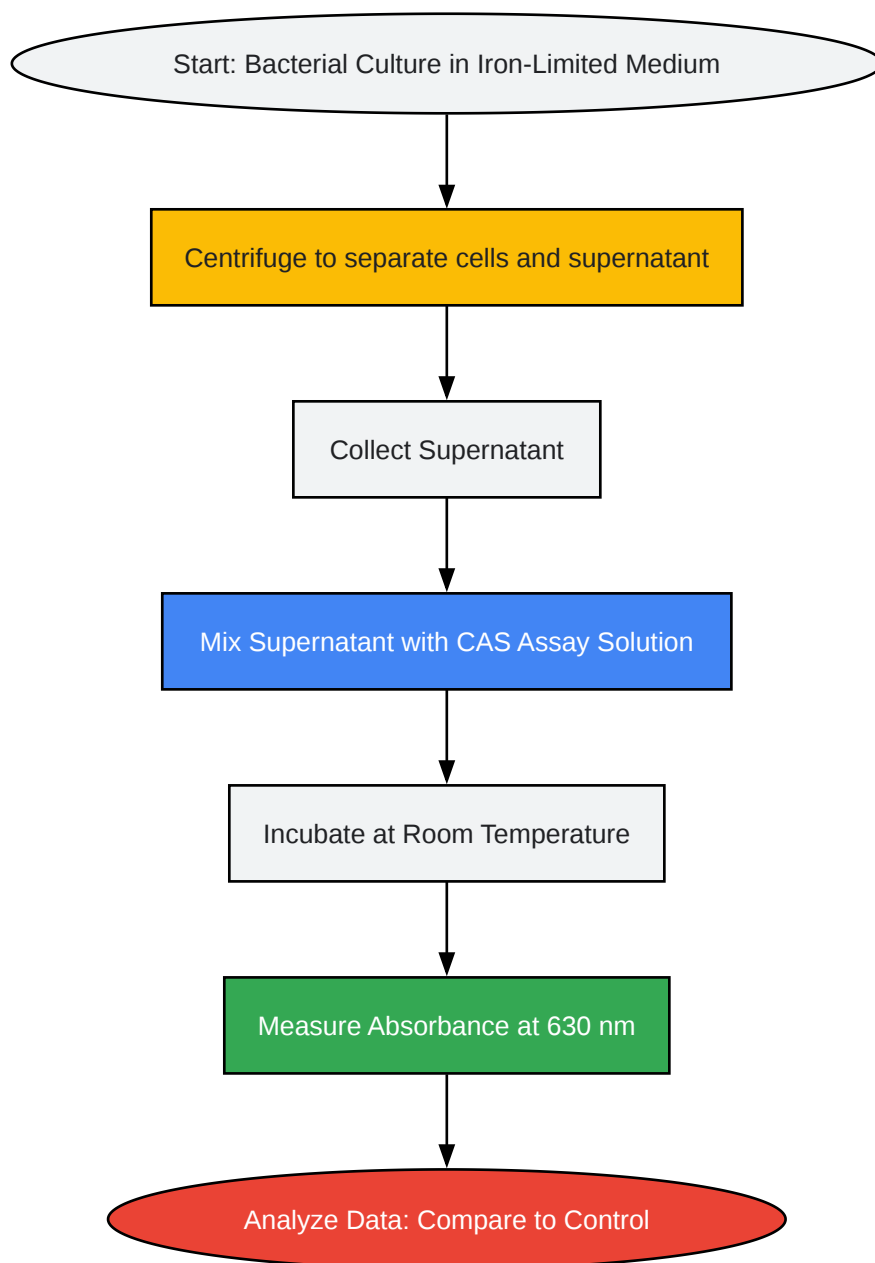 Start: Bacterial Culture in Iron-Limited Medium
Centrifuge to separate cells and supernatant
Collect Supernatant
Mix Supernatant with CAS Assay Solution
Incubate at Room Temperature
Measure Absorbance at 630 nm
Analyze Data: Compare to Control